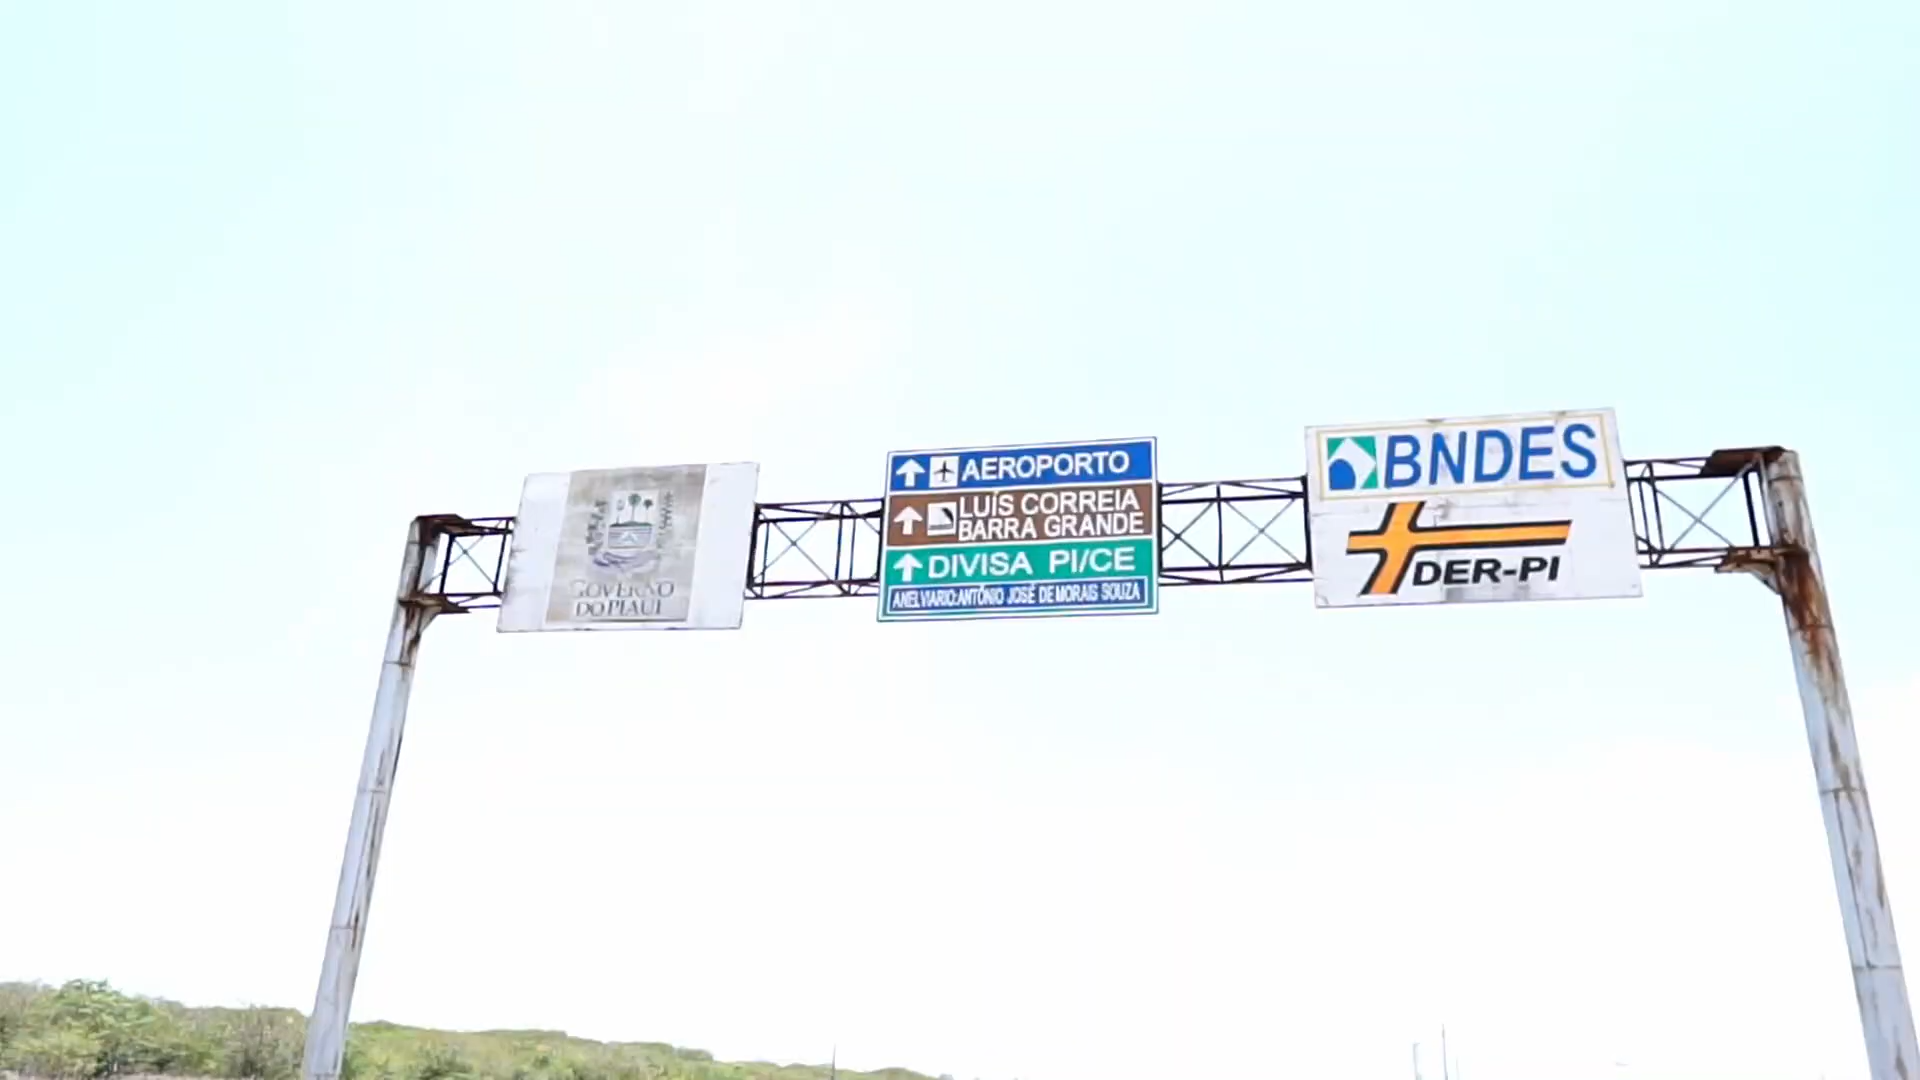 GOVERNO
DO PIAUÍ
AEROPORTO
LUÍS CORREIA
BARRA GRANDE
DIVISA PI/CE
ANEL VIARIO: ANTÔNIO JOSÉ DE MORAIS SOUZA
BNDES
DER-PI